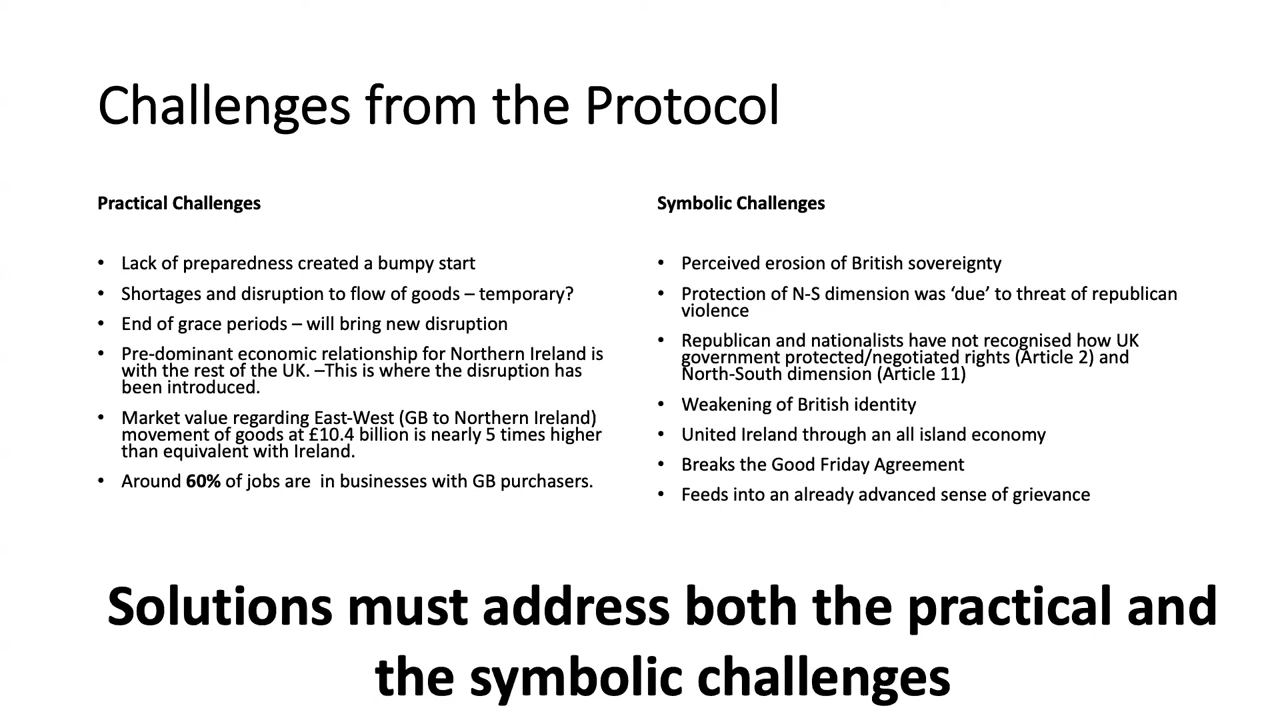 Challenges from the Protocol
Practical Challenges
• Lack of preparedness created a bumpy start
• Shortages and disruption to flow of goods – temporary?
• End of grace periods – will bring new disruption
• Pre-dominant economic relationship for Northern Ireland is
with the rest of the UK. –This is where the disruption has
been introduced.
• Market value regarding East-West (GB to Northern Ireland)
movement of goods at £10.4 billion is nearly 5 times higher
than equivalent with Ireland.
• Around 60% of jobs are  in businesses with GB purchasers.
Symbolic Challenges
• Perceived erosion of British sovereignty
• Protection of N-S dimension was ‘due’ to threat of republican
violence
• Republican and nationalists have not recognised how UK
government protected/negotiated rights (Article 2) and
North-South dimension (Article 11)
• Weakening of British identity
• United Ireland through an all island economy
• Breaks the Good Friday Agreement
• Feeds into an already advanced sense of grievance
Solutions must address both the practical and
the symbolic challenges